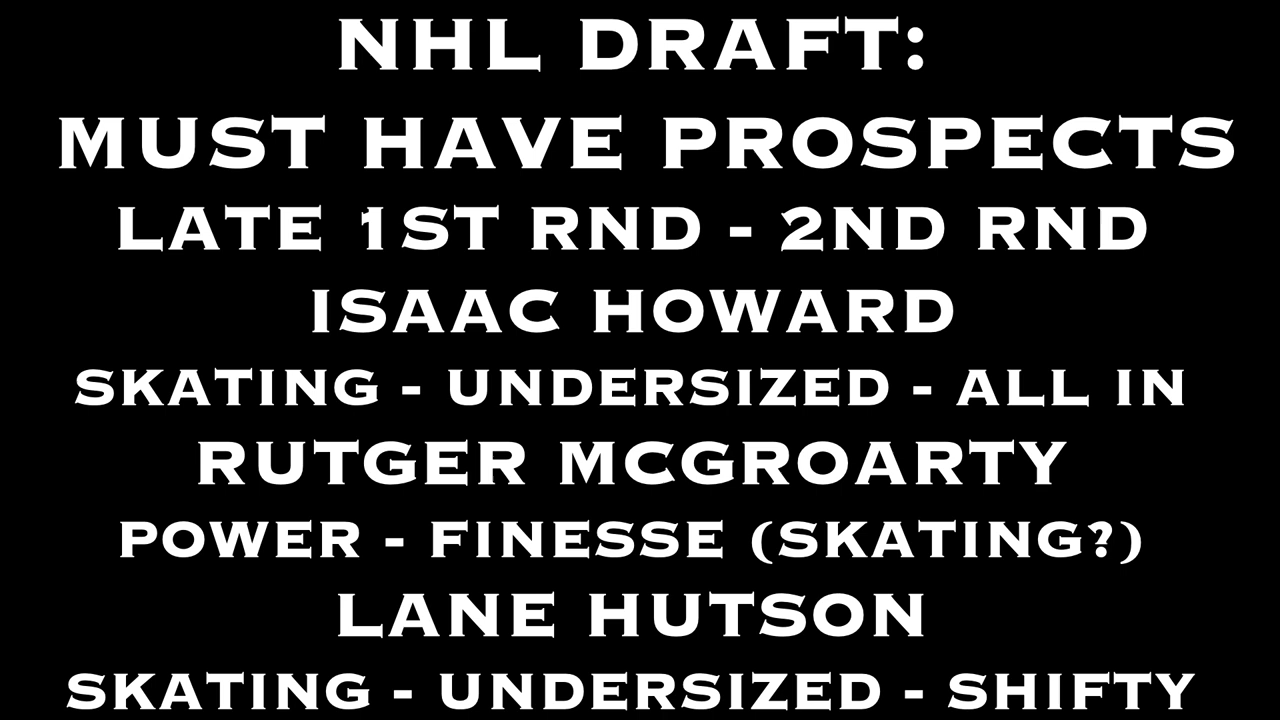 NHL DRAFT:
MUST HAVE PROSPECTS
LATE 1ST RND - 2ND RND
ISAAC HOWARD
SKATING - UNDERSIZED - ALL IN
RUTGER MCGROARTY
POWER - FINESSE (SKATING?)
LANE HUTSON
SKATING - UNDERSIZED - SHIFTY